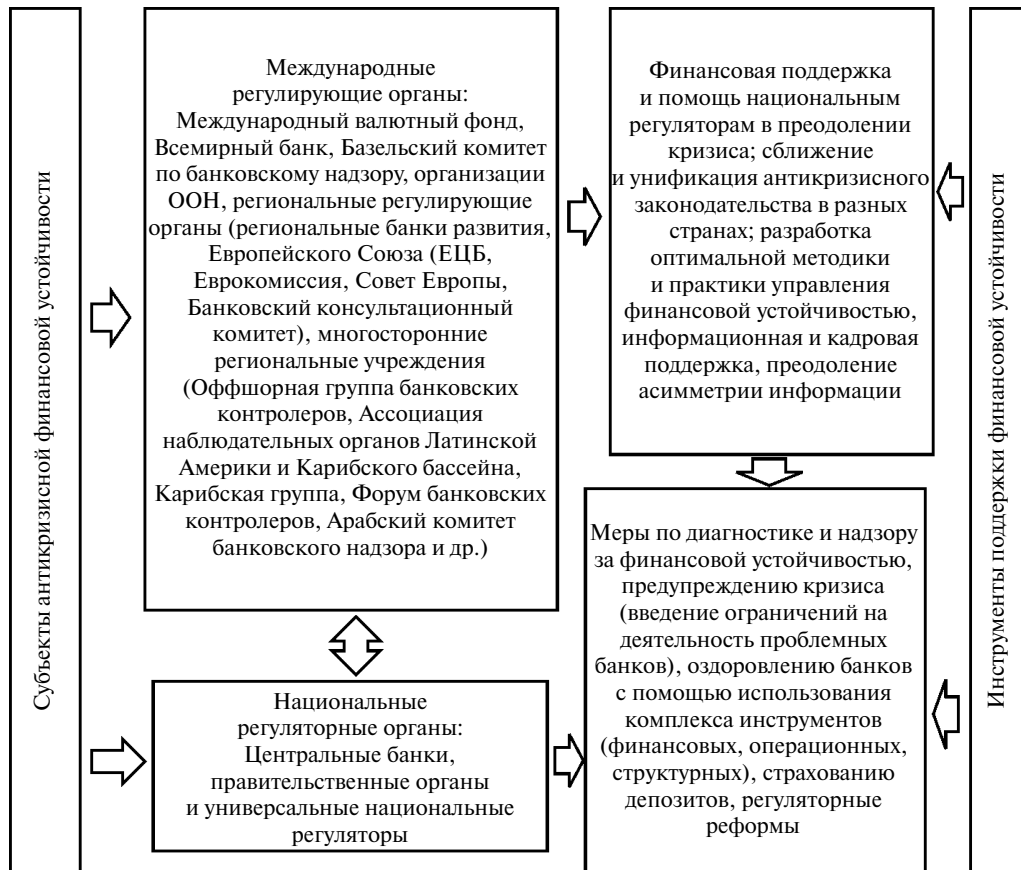 Субъекты антикризисной финансовой устойчивости
Международные
регулирующие органы:
Международный валютный фонд,
Всемирный банк, Базельский комитет
по банковскому надзору, организации
ООН, региональные регулирующие
органы (региональные банки развития,
Европейского Союза (ЕЦБ,
Еврокомиссия, Совет Европы,
Банковский консультационный
комитет), многосторонние
региональные учреждения
(Оффшорная группа банковских
контролеров, Ассоциация
наблюдательных органов Латинской
Америки и Карибского бассейна,
Карибская группа, Форум банковских
контролеров, Арабский комитет
банковского надзора и др.)
Национальные
регуляторные органы:
Центральные банки,
правительственные органы
и универсальные национальные
регуляторы
Финансовая поддержка
и помощь национальным
регуляторам в преодолении
кризиса; сближение
и унификация антикризисного
законодательства в разных
странах; разработка
оптимальной методики
и практики управления
финансовой устойчивостью,
информационная и кадровая
поддержка, преодоление
асимметрии информации
Меры по диагностике и надзору
за финансовой устойчивостью,
предупреждению кризиса
(введение ограничений на
деятельность проблемных
банков), оздоровлению банков
с помощью использования
комплекса инструментов
(финансовых, операционных,
структурных), страхованию
депозитов, регуляторные
реформы
Инструменты поддержки финансовой устойчивости